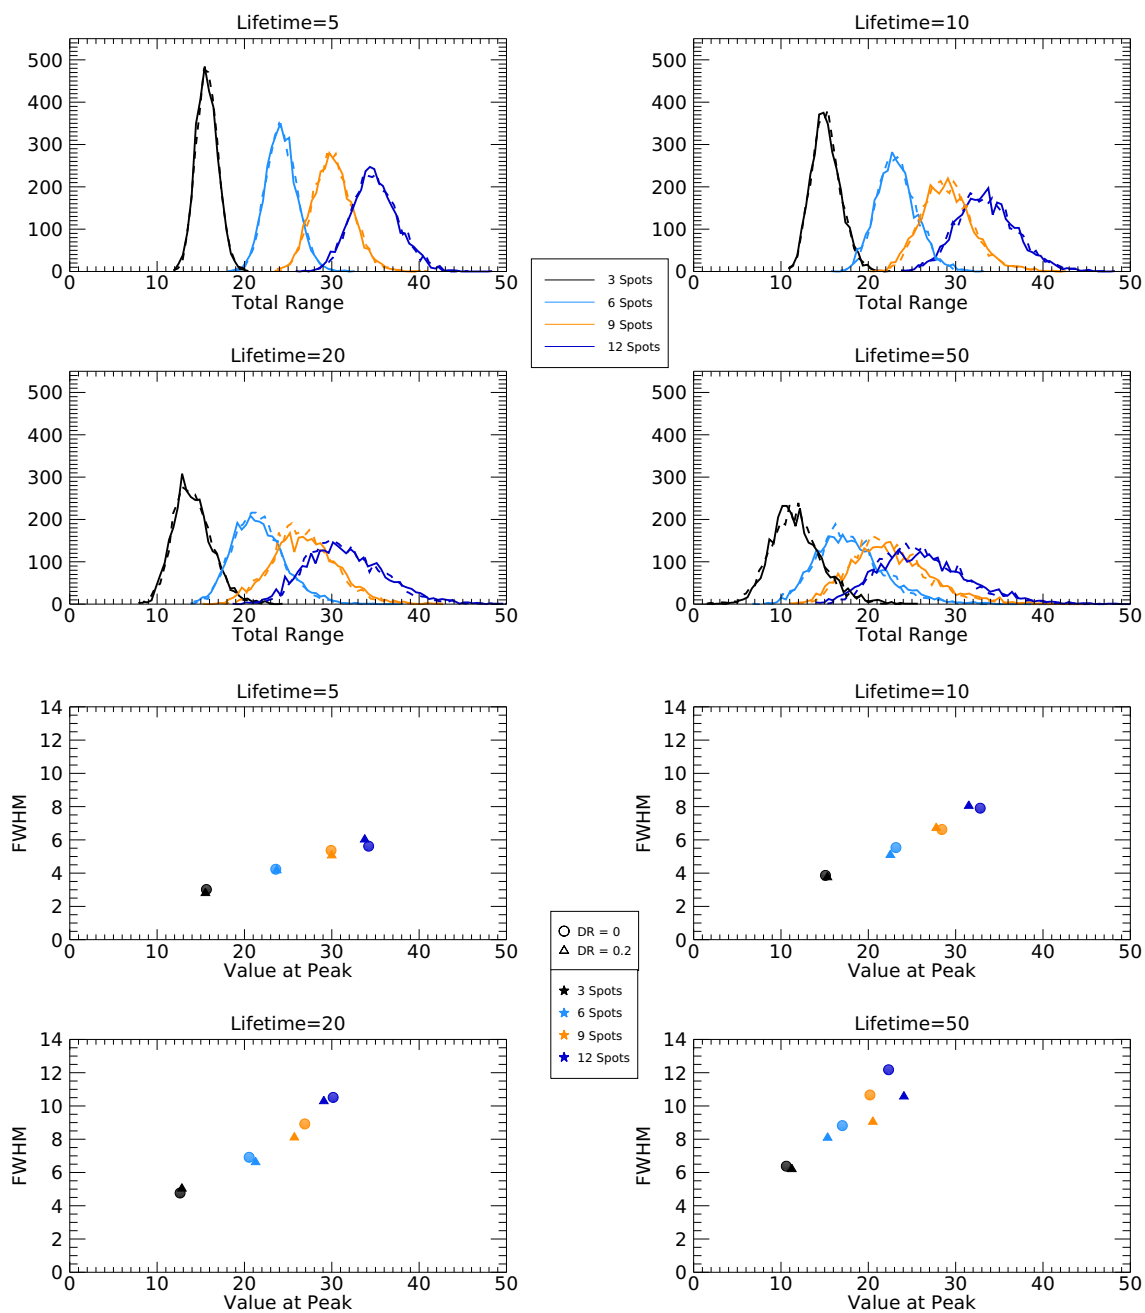 Lifetime=5
Lifetime=10
500
400
300
200
100
0
0 10 20 30 40 50
Total Range
500
400
300
200
100
0
0 10 20 30 40 50
Total Range
3 Spots
6 Spots
9 Spots
12 Spots
Lifetime=20
Lifetime=50
500
400
300
200
100
0
0 10 20 30 40 50
Total Range
500
400
300
200
100
0
0 10 20 30 40 50
Total Range
Lifetime=5
Lifetime=10
FWHM
14
12
10
8
6
4
2
0
0 10 20 30 40 50
Value at Peak
FWHM
14
12
10
8
6
4
2
0
0 10 20 30 40 50
Value at Peak
DR = 0
DR = 0.2
3 Spots
6 Spots
9 Spots
12 Spots
Lifetime=20
Lifetime=50
FWHM
14
12
10
8
6
4
2
0
0 10 20 30 40 50
Value at Peak
FWHM
14
12
10
8
6
4
2
0
0 10 20 30 40 50
Value at Peak